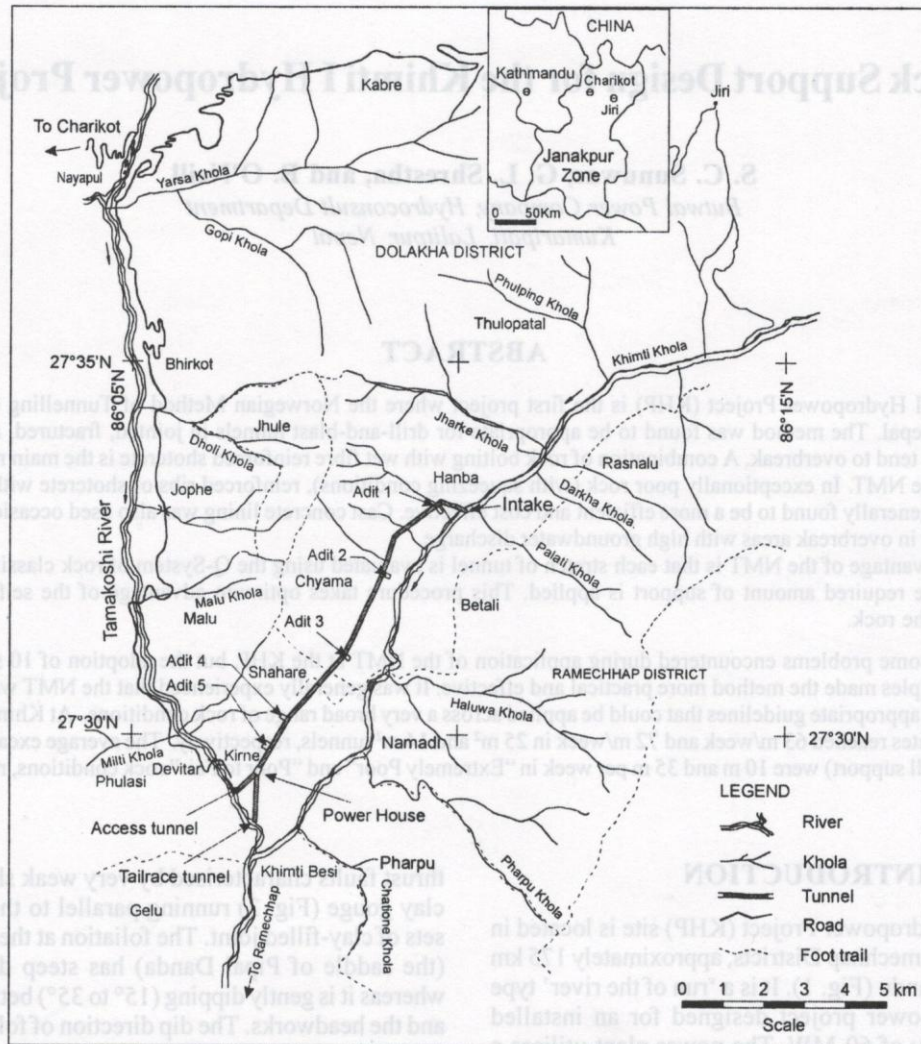 CHINA
Kathmandu
Charikot
Jiri
Janakpur
Zone
0 50Km
Kabre
Jiri
To Charikot
Nayapul
Yarsa Khola
Gopi Khola
DOLAKHA DISTRICT
Phulping Khola
Thulopatal
Khimti Khola
27°35'N
86°05'N
86°15'N
Bhirkot
Jhule
Dholi Khola
Jarke Khola
Hanba
Rasnalu
Jophe
Adit 1
Intake
Darkha Khola
Tamakoshi River
Adit 2
Chyama
Palati Khola
Malu Khola
Malu
Betali
Adit 3
Adit 4
Shahare
Adit 5
RAMECHHAP DISTRICT
27°30'N
Haluwa Khola
27°30'N
Milti Khola
Kirne
Namadi
Devitar
Phulasi
LEGEND
Access tunnel
Power House
River
Pharpu
Pharpu Khola
Khola
Tailrace tunnel
Khimti Besi
Gelu
Tunnel
To Ramechhap
Chatione Khola
Road
Foot trail
0 1 2 3 4 5 km
Scale